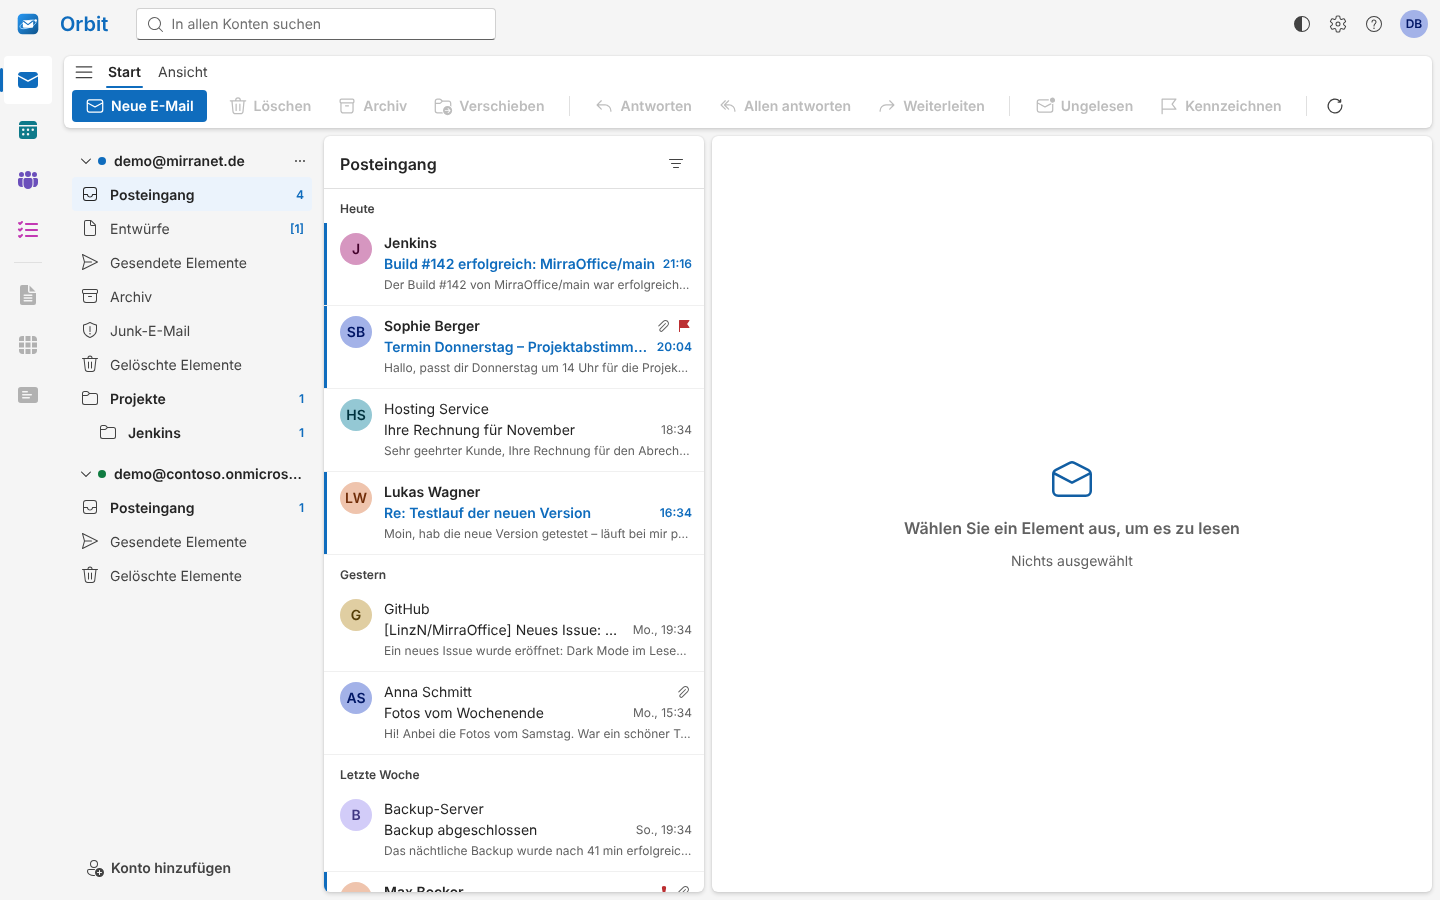 Orbit
In allen Konten suchen
DB
Start
Ansicht
Neue E-Mail
Löschen
Archiv
Verschieben
Antworten
Allen antworten
Weiterleiten
Ungelesen
Kennzeichnen
demo@mirranet.de
Posteingang 4
Entwürfe [1]
Gesendete Elemente
Archiv
Junk-E-Mail
Gelöschte Elemente
Projekte 1
Jenkins 1
demo@contoso.onmicros...
Posteingang 1
Gesendete Elemente
Gelöschte Elemente
Konto hinzufügen
Posteingang
Heute
J
Jenkins
Build #142 erfolgreich: MirraOffice/main 21:16
Der Build #142 von MirraOffice/main war erfolgreich...
SB
Sophie Berger
Termin Donnerstag – Projektabstimm... 20:04
Hallo, passt dir Donnerstag um 14 Uhr für die Projek...
HS
Hosting Service
Ihre Rechnung für November 18:34
Sehr geehrter Kunde, Ihre Rechnung für den Abrech...
LW
Lukas Wagner
Re: Testlauf der neuen Version 16:34
Moin, hab die neue Version getestet – läuft bei mir p...
Gestern
G
GitHub
[LinzN/MirraOffice] Neues Issue: ... Mo., 19:34
Ein neues Issue wurde eröffnet: Dark Mode im Lese...
AS
Anna Schmitt
Fotos vom Wochenende Mo., 15:34
Hi! Anbei die Fotos vom Samstag. War ein schöner T...
Letzte Woche
B
Backup-Server
Backup abgeschlossen So., 19:34
Das nächtliche Backup wurde nach 41 min erfolgreic...
Max Becker
Wählen Sie ein Element aus, um es zu lesen
Nichts ausgewählt